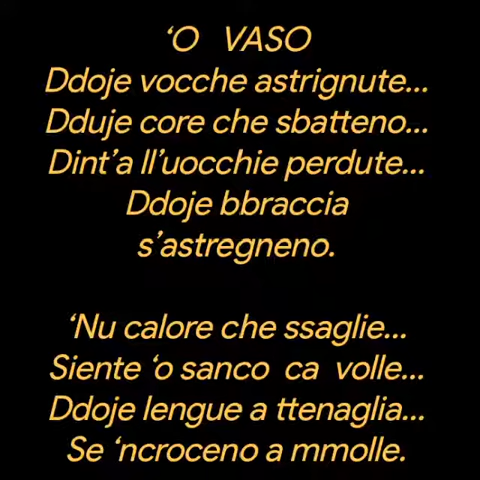 ‘O VASO
Ddoje vocche astrignute...
Dduje core che sbatteno...
Dint’a ll’uocchie perdute...
Ddoje bbraccia
s’astregneno.
‘Nu calore che ssaglie...
Siente ‘o sanco ca volle...
Ddoje lengue a ttenaglia...
Se ‘ncroceno a mmolle.